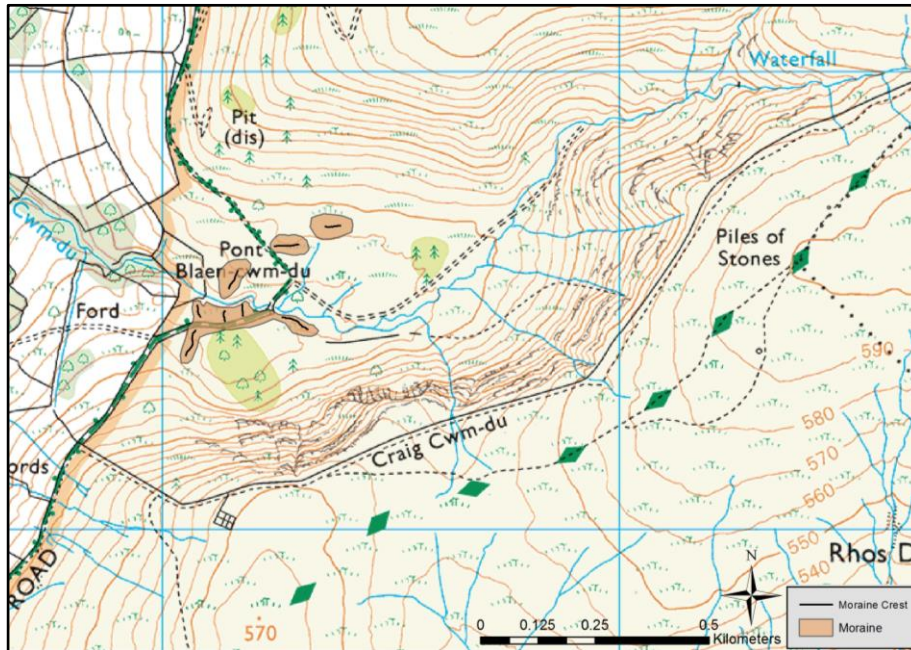 Waterfall
Pit
(dis)
Cwm-du
Pont
Blaen-cwm-du
Piles of
Stones
Ford
590
580
Craig Cwm-du
570
ords
560
550
Rhos D
ROAD
540
N
Moraine Crest
570
0 0.125 0.25 0.5
Moraine
Kilometers